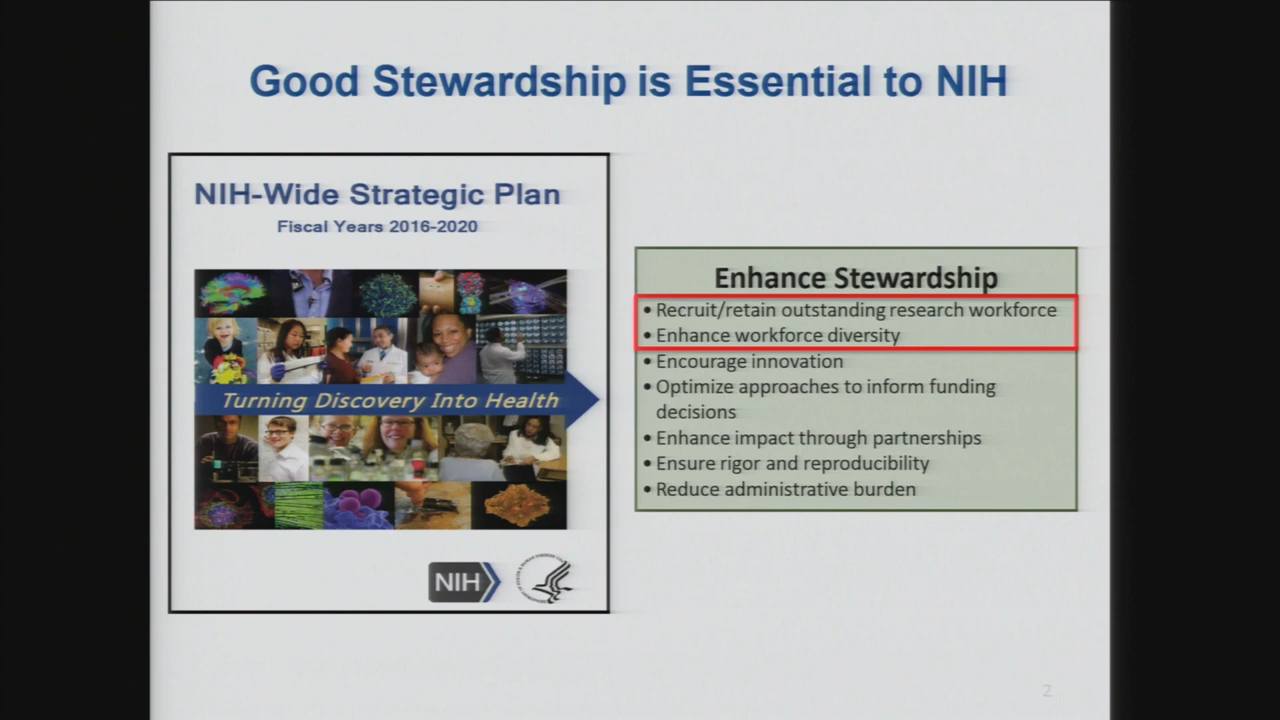 Good Stewardship is Essential to NIH
NIH-Wide Strategic Plan
Fiscal Years 2016-2020
Turning Discovery Into Health
NIH
Enhance Stewardship
• Recruit/retain outstanding research workforce
• Enhance workforce diversity
• Encourage innovation
• Optimize approaches to inform funding
decisions
• Enhance impact through partnerships
• Ensure rigor and reproducibility
• Reduce administrative burden
2